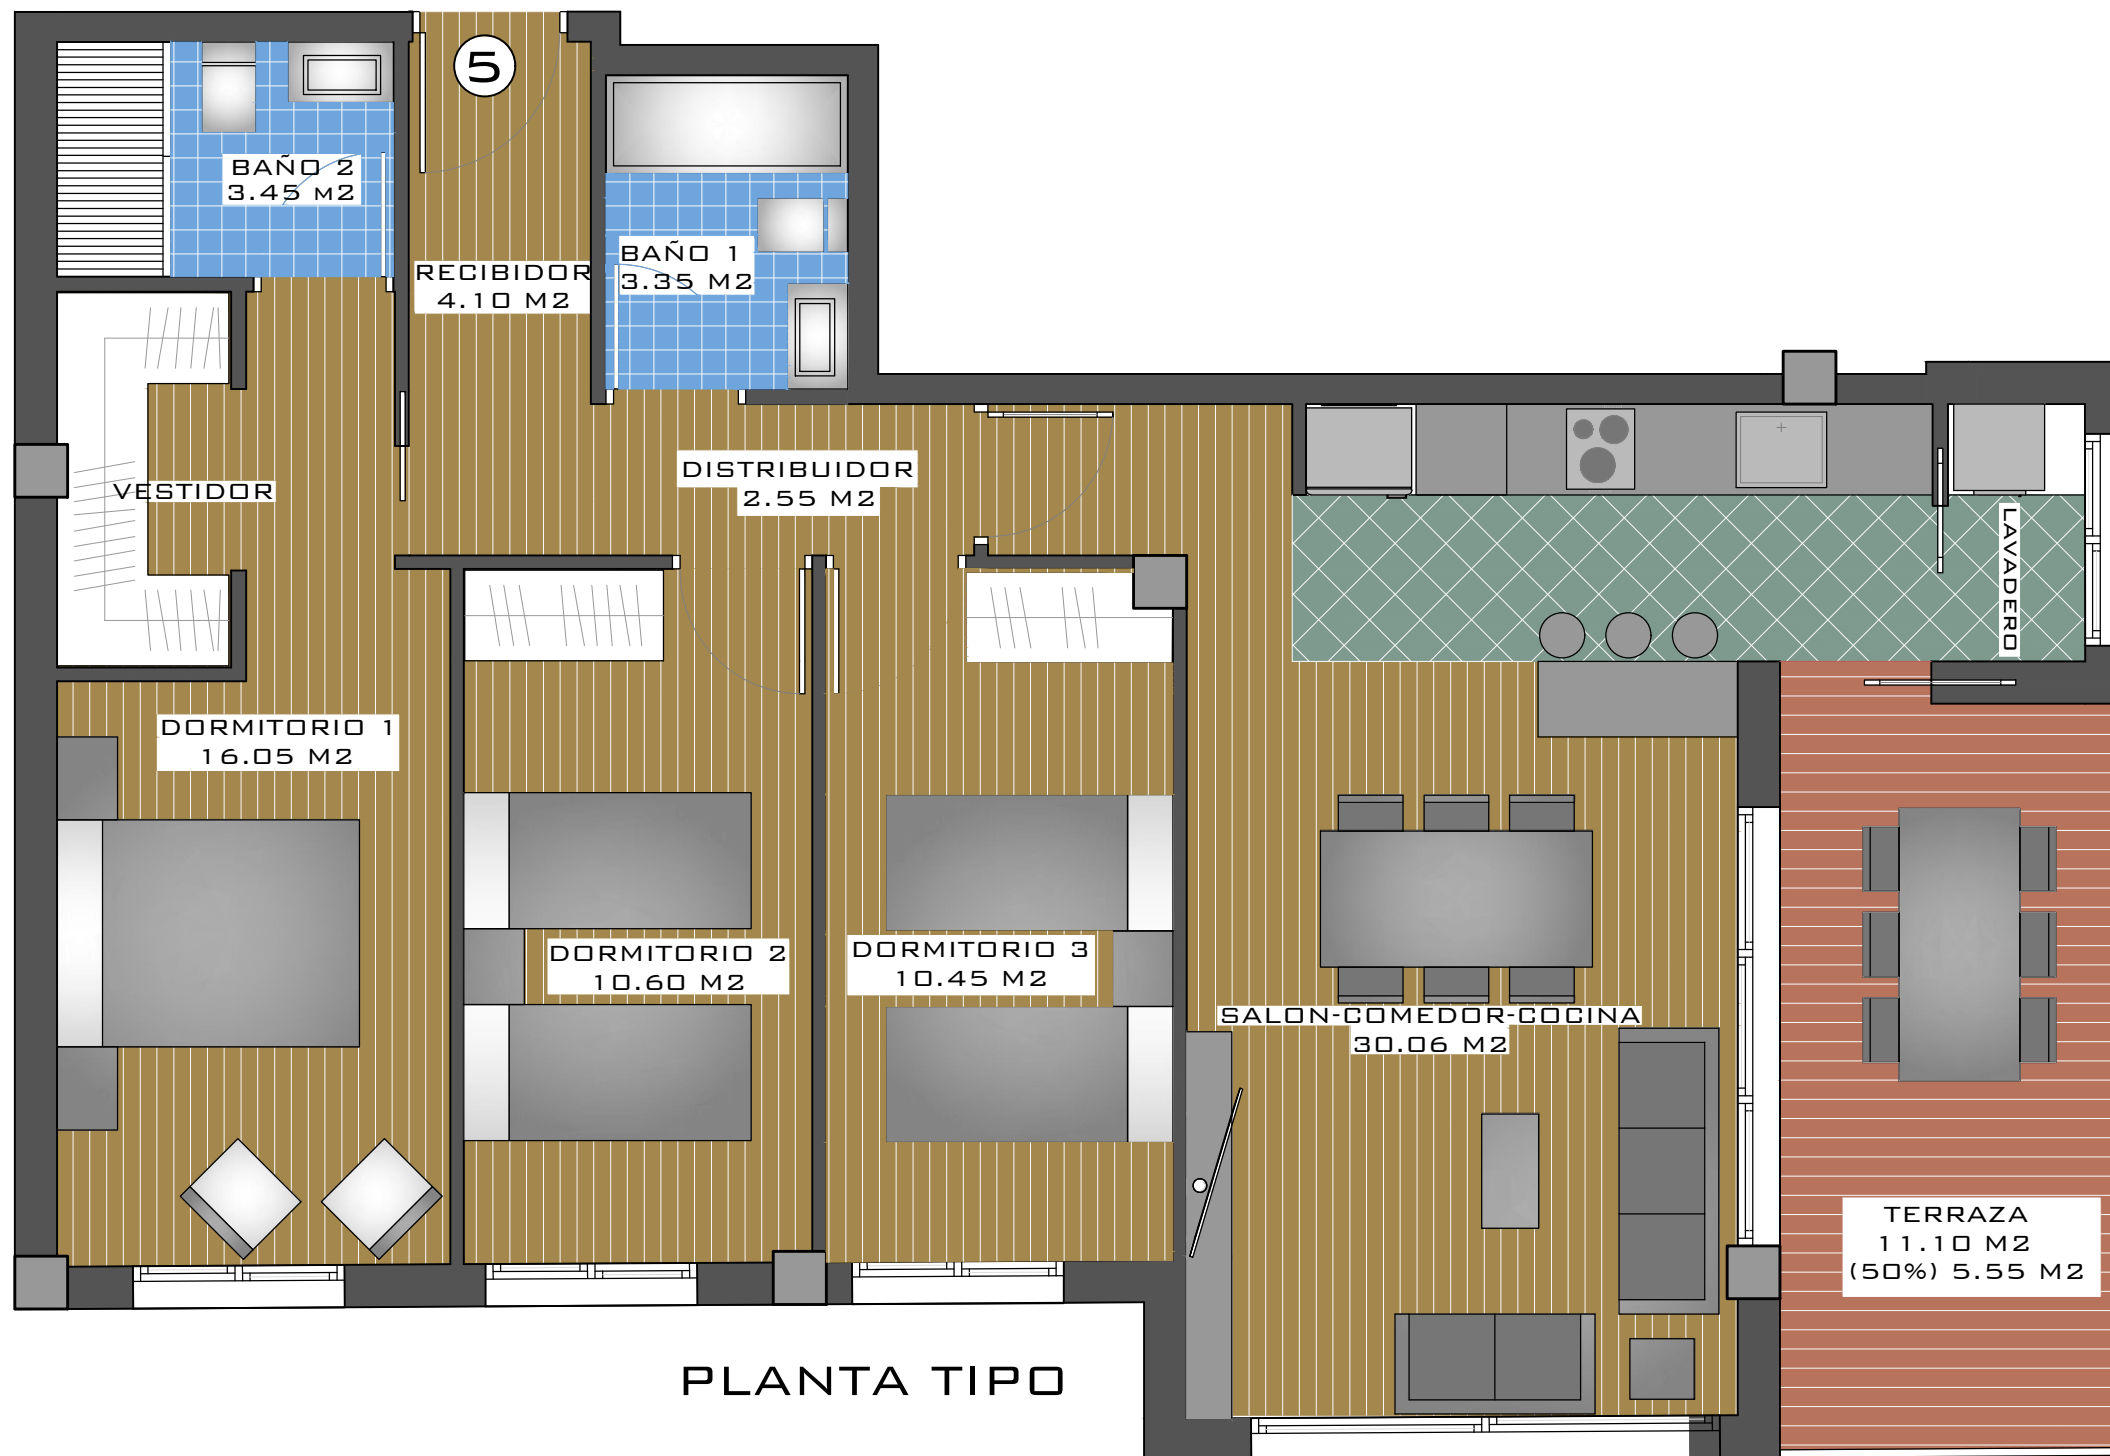 5
BAÑO 2
3.45 M2
BAÑO 1
3.35 M2
RECIBIDOR
4.10 M2
DISTRIBUIDOR
2.55 M2
VESTIDOR
LAVADERO
DORMITORIO 1
16.05 M2
DORMITORIO 2
10.60 M2
DORMITORIO 3
10.45 M2
SALON-COMEDOR-COCINA
30.06 M2
TERRAZA
11.10 M2
(50%) 5.55 M2
PLANTA TIPO